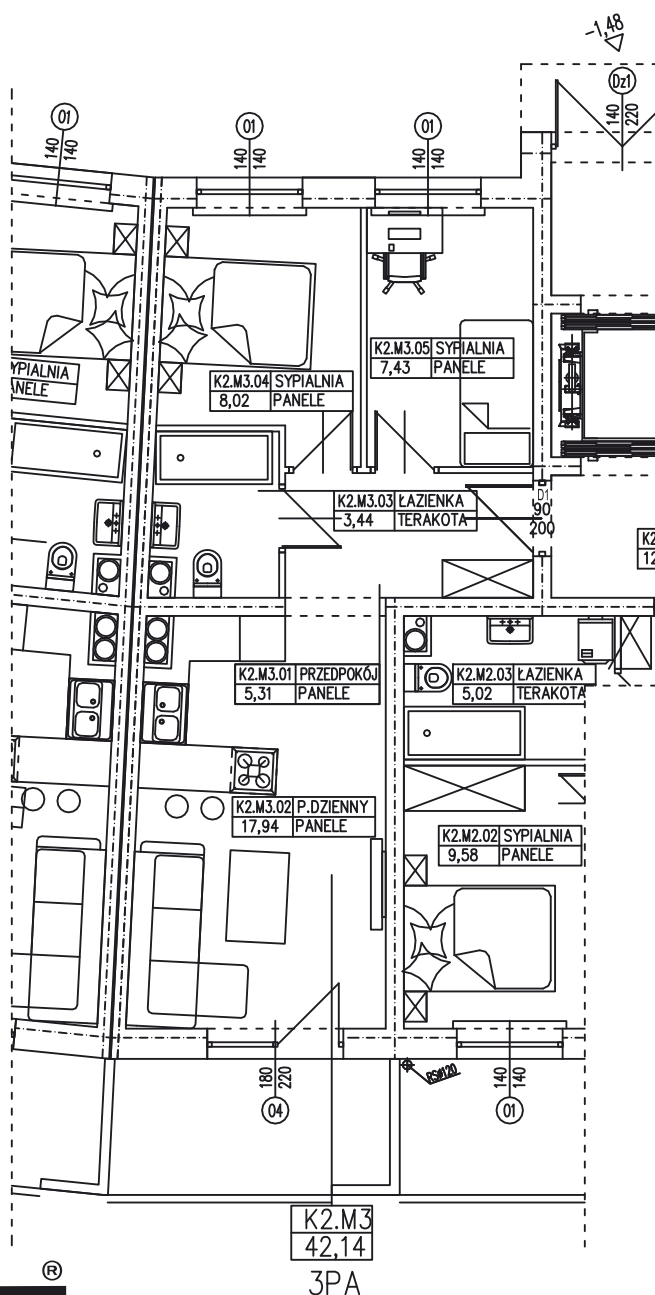 -1,48
Dz1
140
220
01
140
140
01
140
140
01
140
140
YPIALNIA
ANELE
K2.M3.04 SYPIALNIA
8,02 PANELE
K2.M3.05 SYPIALNIA
7,43 PANELE
K2.M3.03 ŁAZIENKA
3,44 TERAKOTA
D1
90
200
K2
12
K2.M3.01 PRZEDPOKÓJ
5,31 PANELE
K2.M2.03 ŁAZIENKA
5,02 TERAKOTA
K2.M3.02 P.DZIENNY
17,94 PANELE
K2.M2.02 SYPIALNIA
9,58 PANELE
180
220
04
RSØ120
140
140
01
K2.M3
42,14
3PA
®